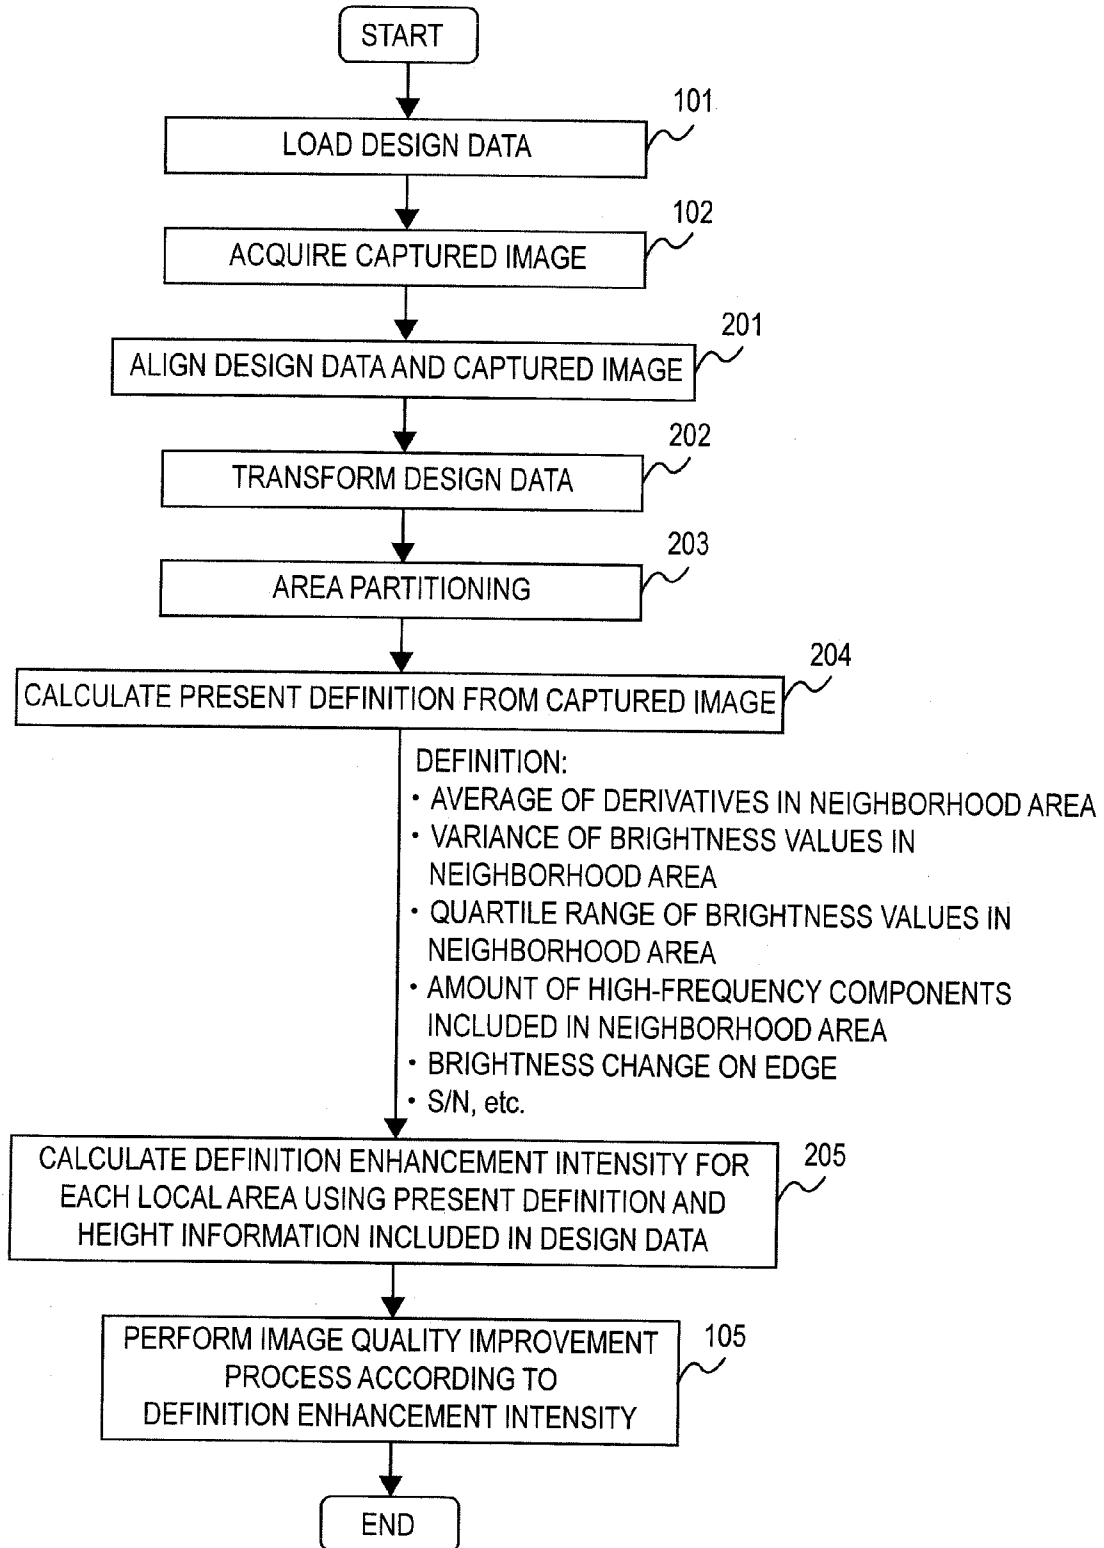 START
101
LOAD DESIGN DATA
102
ACQUIRE CAPTURED IMAGE
201
ALIGN DESIGN DATA AND CAPTURED IMAGE
202
TRANSFORM DESIGN DATA
203
AREA PARTITIONING
204
CALCULATE PRESENT DEFINITION FROM CAPTURED IMAGE
DEFINITION:
・AVERAGE OF DERIVATIVES IN NEIGHBORHOOD AREA
・VARIANCE OF BRIGHTNESS VALUES IN
NEIGHBORHOOD AREA
・QUARTILE RANGE OF BRIGHTNESS VALUES IN
NEIGHBORHOOD AREA
・AMOUNT OF HIGH-FREQUENCY COMPONENTS
INCLUDED IN NEIGHBORHOOD AREA
・BRIGHTNESS CHANGE ON EDGE
・S/N, etc.
205
CALCULATE DEFINITION ENHANCEMENT INTENSITY FOR
EACH LOCAL AREA USING PRESENT DEFINITION AND
HEIGHT INFORMATION INCLUDED IN DESIGN DATA
105
PERFORM IMAGE QUALITY IMPROVEMENT
PROCESS ACCORDING TO
DEFINITION ENHANCEMENT INTENSITY
END